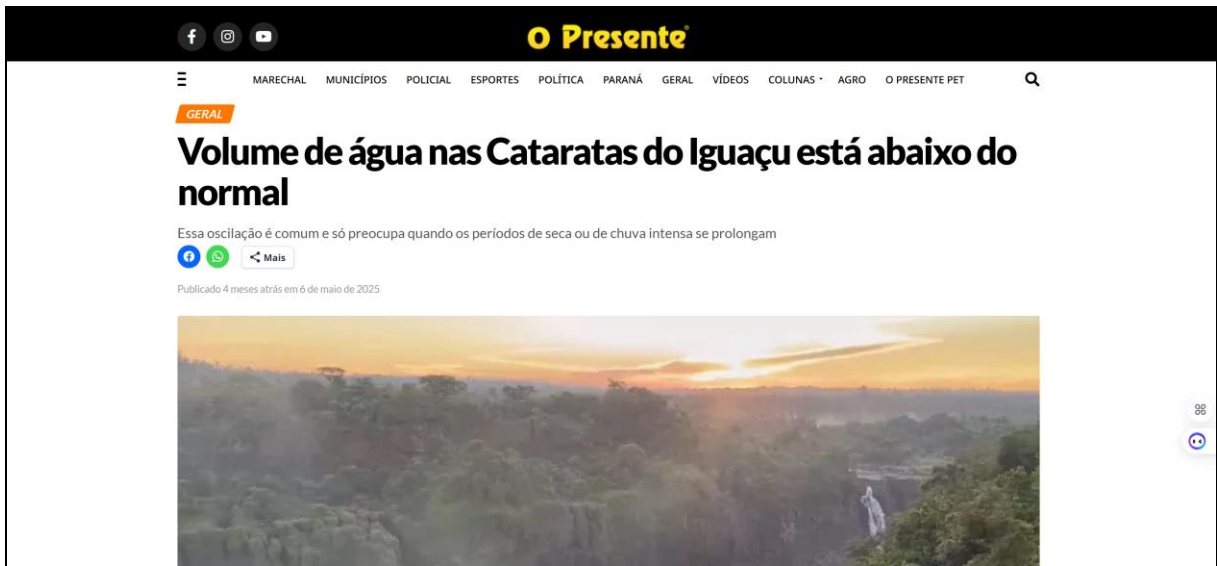 O Presente
MARECHAL MUNICÍPIOS POLICIAL ESPORTES POLÍTICA PARANÁ GERAL VÍDEOS COLUNAS AGRO O PRESENTE PET
GERAL
Volume de água nas Cataratas do Iguaçu está abaixo do
normal
Essa oscilação é comum e só preocupa quando os períodos de seca ou de chuva intensa se prolongam
Mais
Publicado 4 meses atrás em 6 de maio de 2025